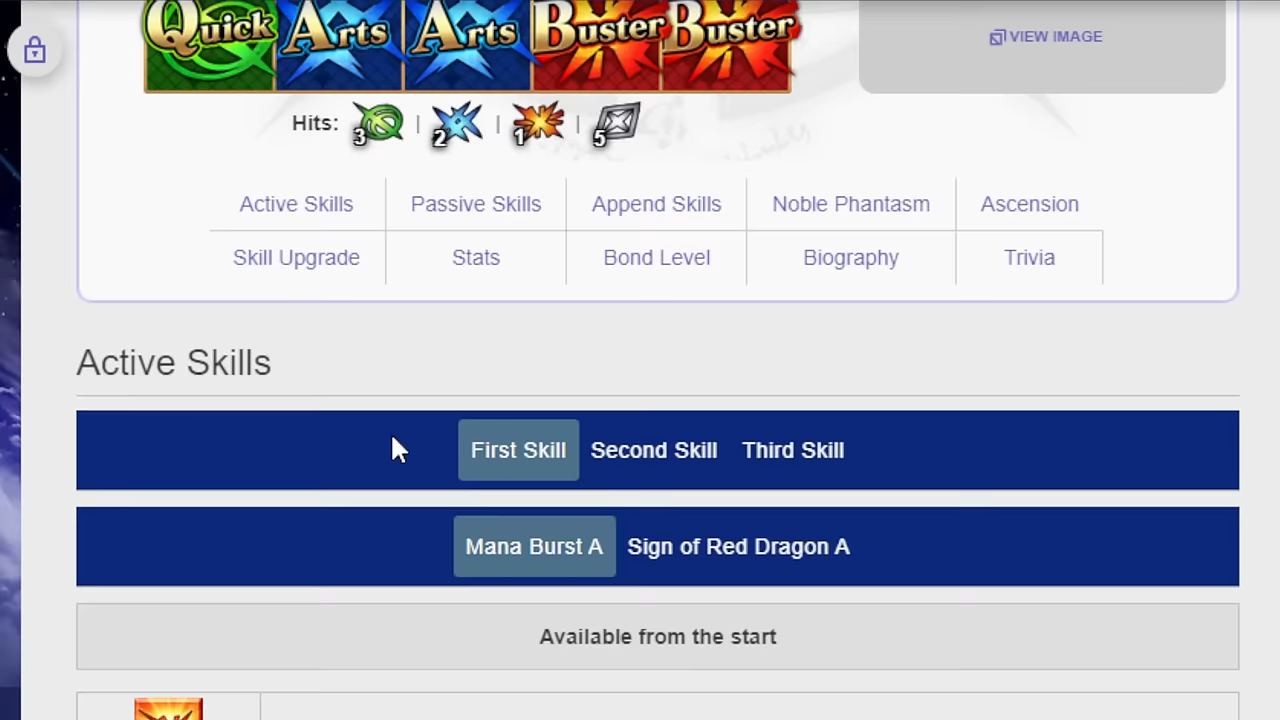 Quick Arts Arts Buster Buster
VIEW IMAGE
Hits: 3 | 2 | 1 | 5
Active Skills Passive Skills Append Skills Noble Phantasm Ascension
Skill Upgrade Stats Bond Level Biography Trivia
Active Skills
First Skill Second Skill Third Skill
Mana Burst A Sign of Red Dragon A
Available from the start